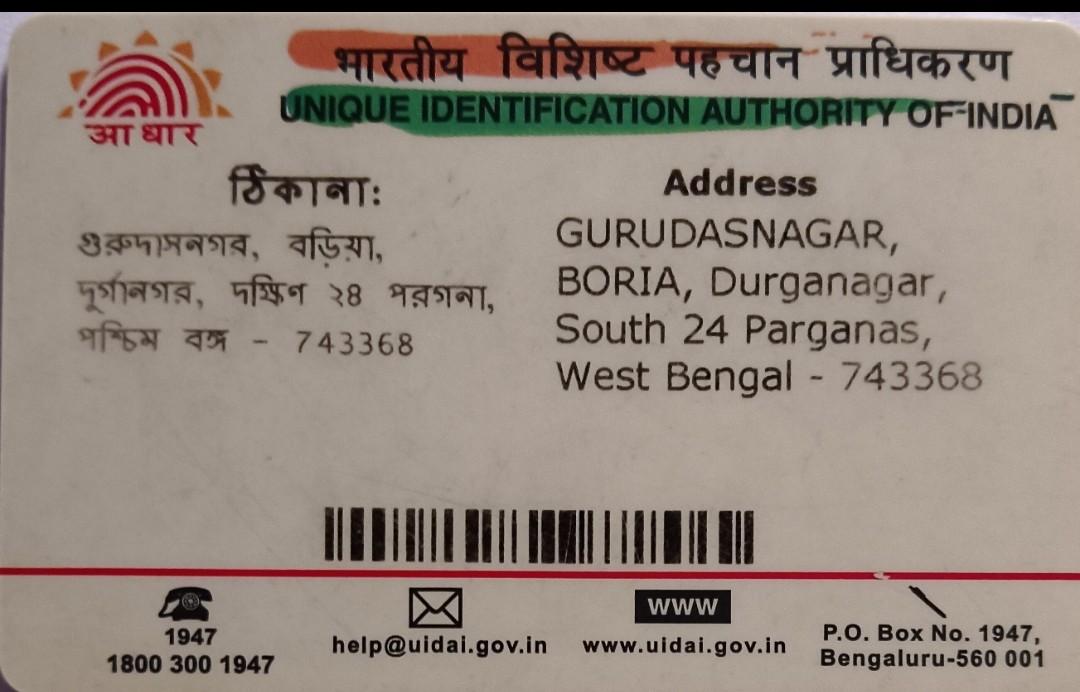 भारतीय विशिष्ट पहचान प्राधिकरण
UNIQUE IDENTIFICATION AUTHORITY OF INDIA
आधार
ঠিকানা:
গুরুদাসনগর, বড়িয়া,
দূর্গানগর, দক্ষিণ ২৪ পরগনা,
পশ্চিম বঙ্গ - 743368
Address
GURUDASNAGAR,
BORIA, Durganagar,
South 24 Parganas,
West Bengal - 743368
1947
1800 300 1947
help@uidai.gov.in
WWW
www.uidai.gov.in
P.O. Box No. 1947,
Bengaluru-560 001